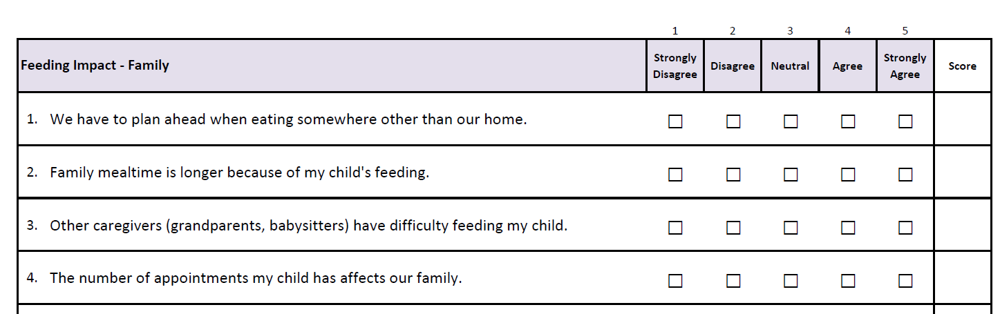 1 2 3 4 5
Feeding Impact - Family Strongly Disagree Disagree Neutral Agree Strongly Agree Score
1. We have to plan ahead when eating somewhere other than our home.
2. Family mealtime is longer because of my child's feeding.
3. Other caregivers (grandparents, babysitters) have difficulty feeding my child.
4. The number of appointments my child has affects our family.